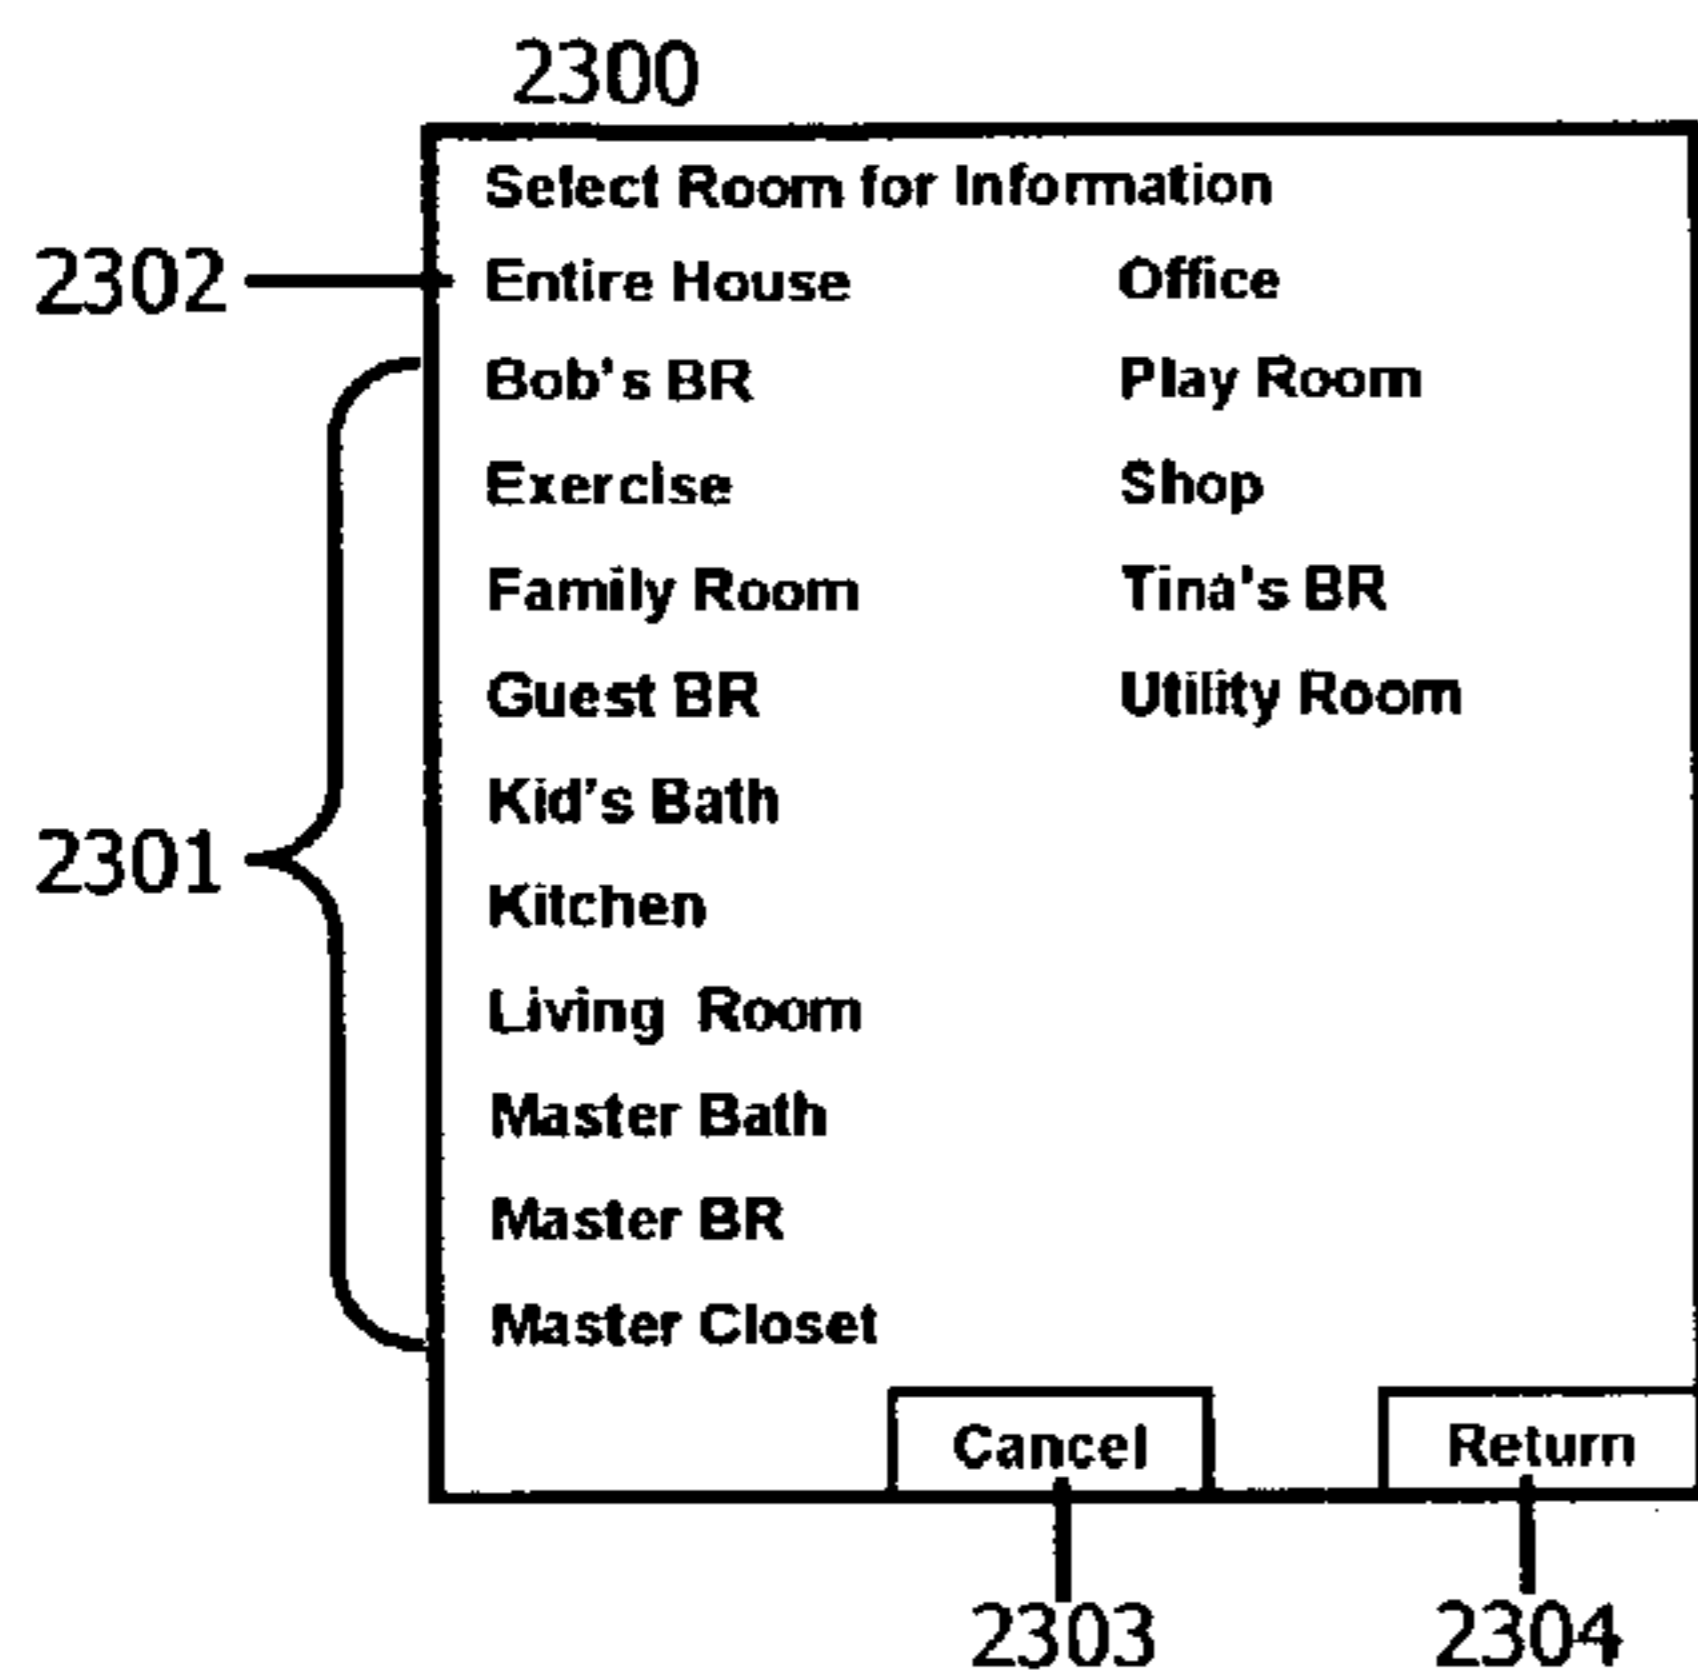 2300
Select Room for Information
2302 Entire House Office
Bob's BR Play Room
Exercise Shop
Family Room Tina's BR
Guest BR Utility Room
Kid's Bath
2301
Kitchen
Living Room
Master Bath
Master BR
Master Closet
Cancel Return
2303 2304